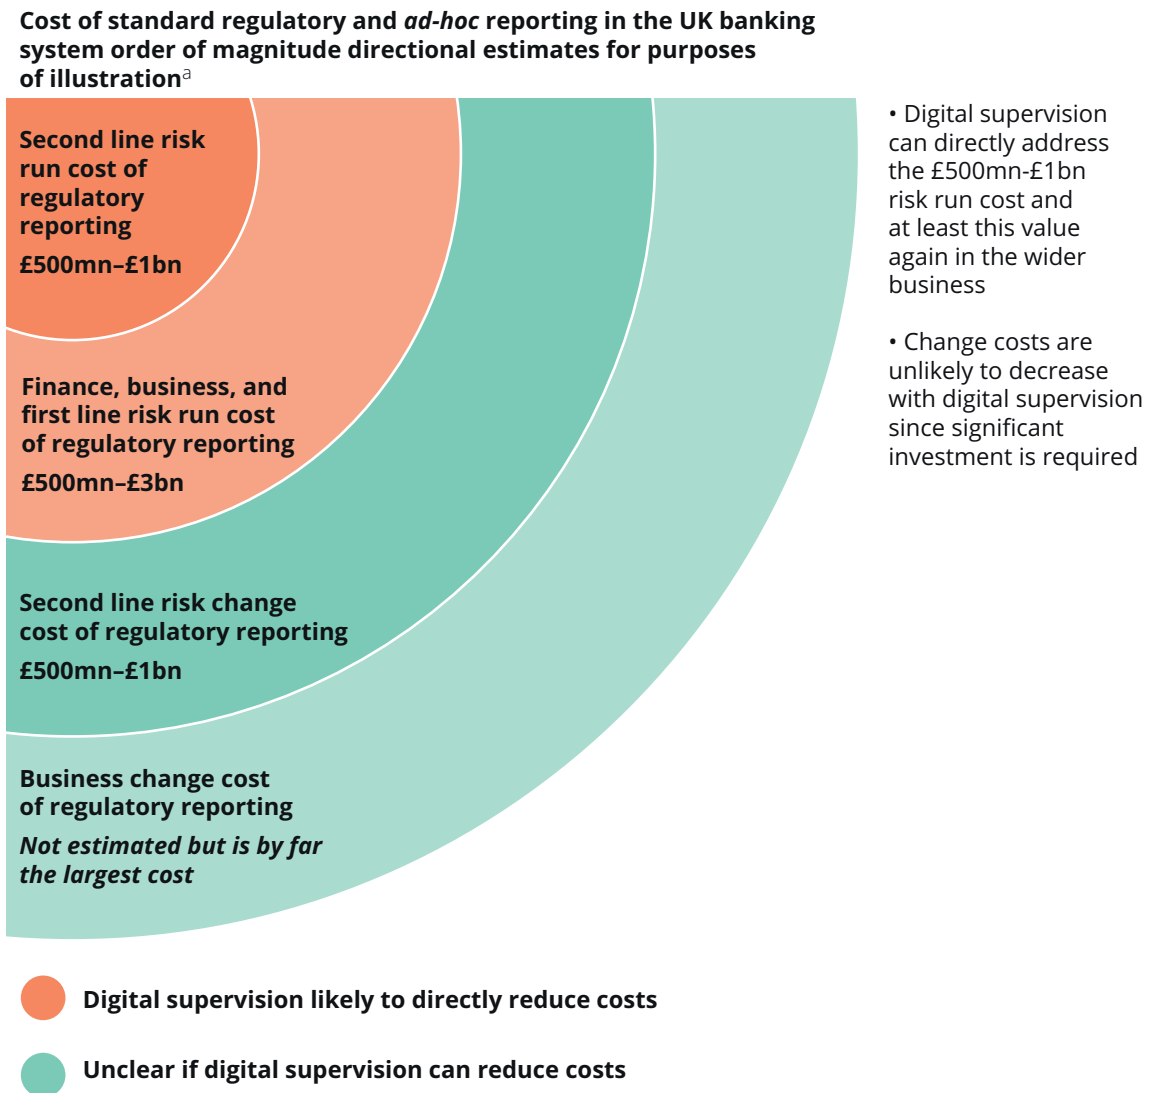 Cost of standard regulatory and ad-hoc reporting in the UK banking
system order of magnitude directional estimates for purposes
of illustrationa
Second line risk
run cost of
regulatory
reporting
£500mn–£1bn
Finance, business, and
first line risk run cost
of regulatory reporting
£500mn–£3bn
Second line risk change
cost of regulatory reporting
£500mn–£1bn
Business change cost
of regulatory reporting
Not estimated but is by far
the largest cost
• Digital supervision
can directly address
the £500mn-£1bn
risk run cost and
at least this value
again in the wider
business
• Change costs are
unlikely to decrease
with digital supervision
since significant
investment is required
Digital supervision likely to directly reduce costs
Unclear if digital supervision can reduce costs